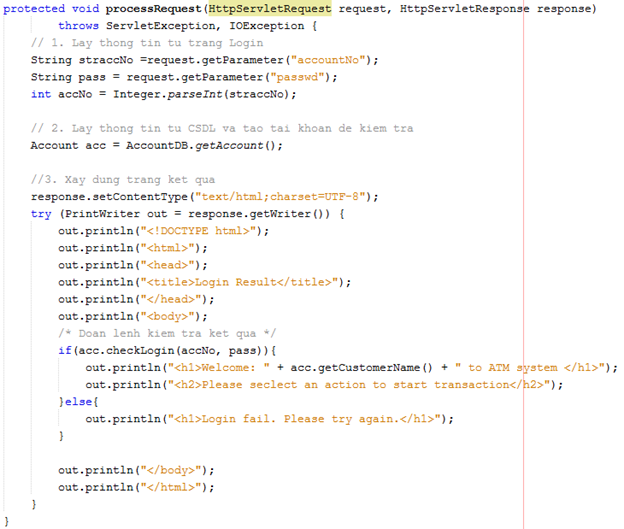 protected void processRequest(HttpServletRequest request, HttpServletResponse response)
throws ServletException, IOException {
// 1. Lay thong tin tu trang Login
String straccNo =request.getParameter("accountNo");
String pass = request.getParameter("passwd");
int accNo = Integer.parseInt(straccNo);
// 2. Lay thong tin tu CSDL va tao tai khoan de kiem tra
Account acc = AccountDB.getAccount();
//3. Xay dung trang ket qua
response.setContentType("text/html;charset=UTF-8");
try (PrintWriter out = response.getWriter()) {
out.println("<!DOCTYPE html>");
out.println("<html>");
out.println("<head>");
out.println("<title>Login Result</title>");
out.println("</head>");
out.println("<body>");
/* Doan lenh kiem tra ket qua */
if(acc.checkLogin(accNo, pass)){
out.println("<h1>Welcome: " + acc.getCustomerName() + " to ATM system </h1>");
out.println("<h2>Please seclect an action to start transaction</h2>");
}else{
out.println("<h1>Login fail. Please try again.</h1>");
}
out.println("</body>");
out.println("</html>");
}
}